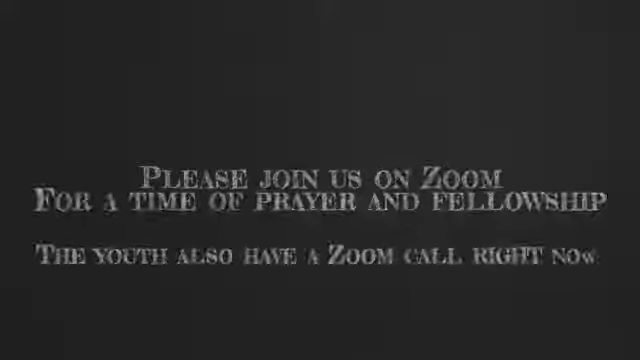 Please join us on Zoom
For a time of prayer and fellowship
The youth also have a Zoom call right now